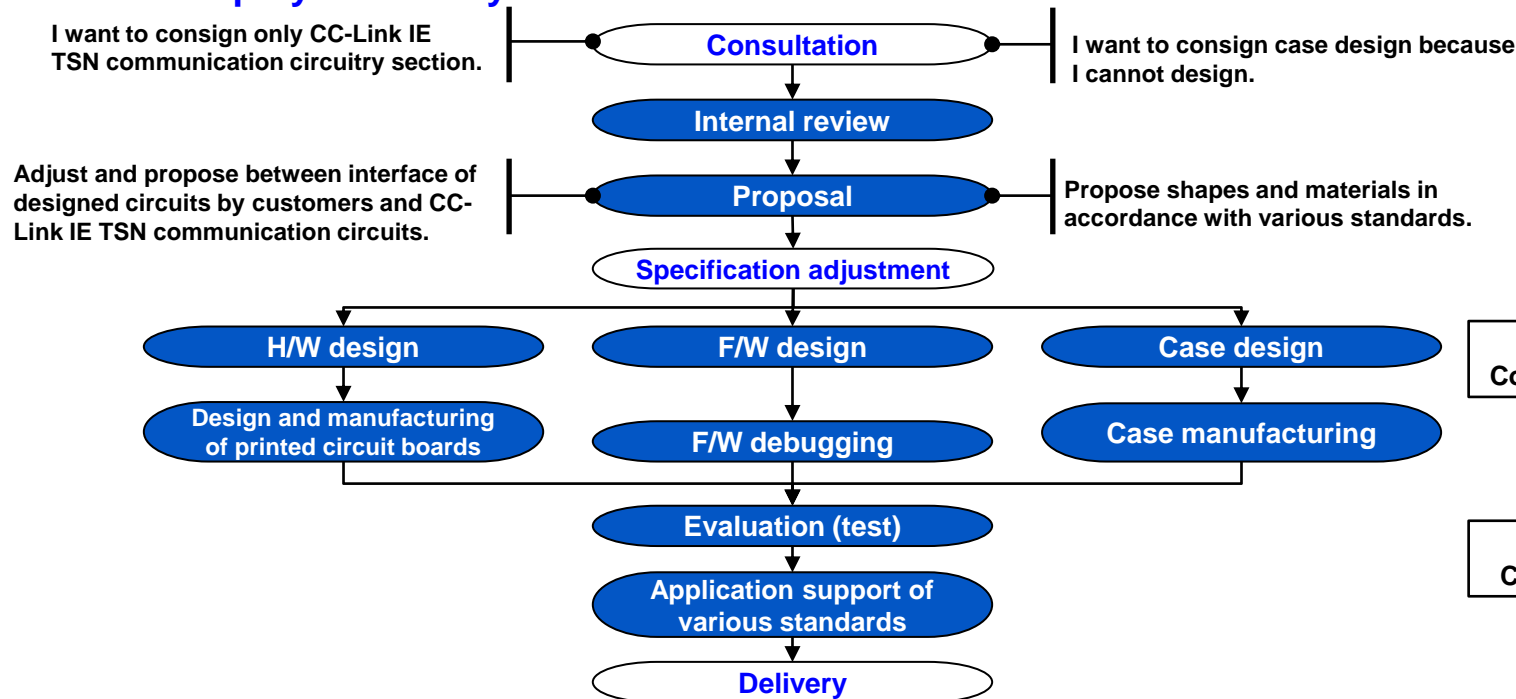 I want to consign only CC-Link IE
TSN communication circuitry section.
Consultation
I want to consign case design because
I cannot design.
Internal review
Adjust and propose between interface of
designed circuits by customers and CC-
Link IE TSN communication circuits.
Proposal
Propose shapes and materials in
accordance with various standards.
Specification adjustment
H/W design
F/W design
Case design
Design and manufacturing
of printed circuit boards
F/W debugging
Case manufacturing
Evaluation (test)
Application support of
various standards
Delivery